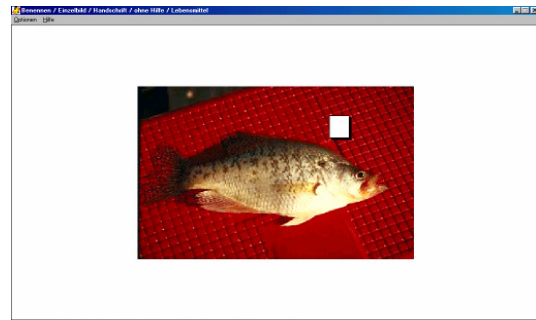 Benennen / Einzelbild / Handschrift / ohne Hilfe / Lebensmittel
Optionen Hilfe